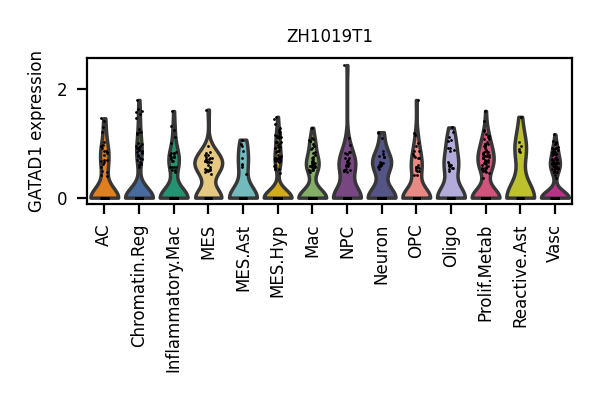 ZH1019T1
GATAD1 expression
2
0
AC
Chromatin.Reg
Inflammatory.Mac
MES
MES.Ast
MES.Hyp
Mac
NPC
Neuron
OPC
Oligo
Prolif.Metab
Reactive.Ast
Vasc